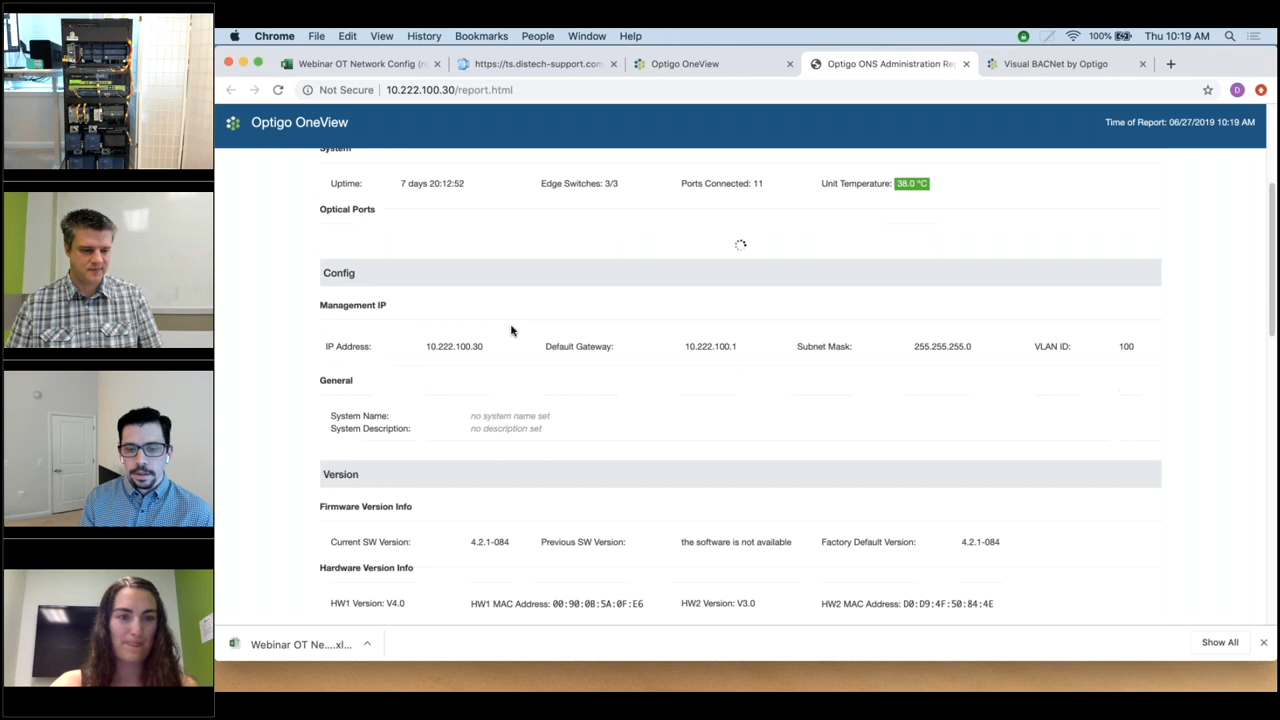 Chrome File Edit View History Bookmarks People Window Help 100% Thu 10:19 AM
Webinar OT Network Config (r https://ts.distech-support.com Optigo OneView Optigo ONS Administration Re Visual BACNet by Optigo
Not Secure 10.222.100.30/report.html D
Optigo OneView Time of Report: 06/27/2019 10:19 AM
System
Uptime: 7 days 20:12:52 Edge Switches: 3/3 Ports Connected: 11 Unit Temperature: 38.0 °C
Optical Ports
Config
Management IP
IP Address: 10.222.100.30 Default Gateway: 10.222.100.1 Subnet Mask: 255.255.255.0 VLAN ID: 100
General
System Name: no system name set
System Description: no description set
Version
Firmware Version Info
Current SW Version: 4.2.1-084 Previous SW Version: the software is not available Factory Default Version: 4.2.1-084
Hardware Version Info
HW1 Version: V4.0 HW1 MAC Address: 00:90:0B:5A:0F:E6 HW2 Version: V3.0 HW2 MAC Address: D0:D9:4F:50:84:4E
Webinar OT Ne....xl... Show All